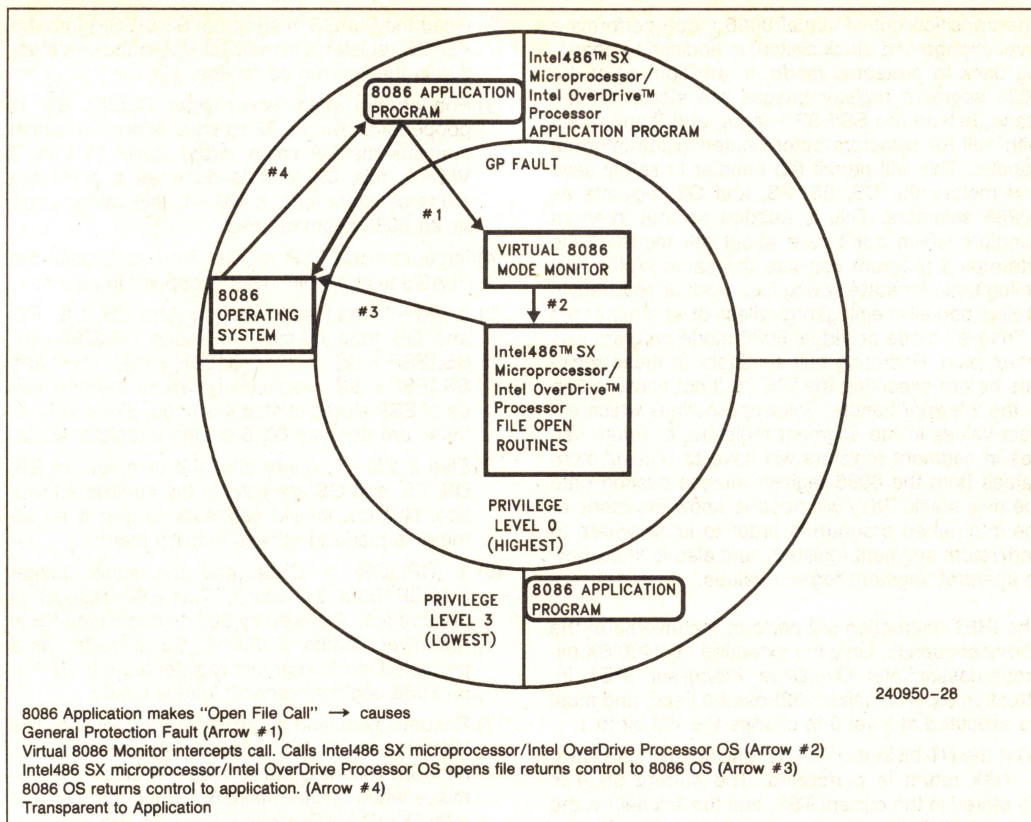 Intel486™ SX
Microprocessor/
Intel OverDrive™
Processor
APPLICATION PROGRAM
8086 APPLICATION
PROGRAM
GP FAULT
#4
#1
VIRTUAL 8086
MODE MONITOR
8086
OPERATING
SYSTEM
#3
#2
Intel486™ SX
Microprocessor/
Intel OverDrive™
Processor
FILE OPEN
ROUTINES
PRIVILEGE
LEVEL 0
(HIGHEST)
8086 APPLICATION
PROGRAM
PRIVILEGE
LEVEL 3
(LOWEST)
240950–28
8086 Application makes "Open File Call" → causes
General Protection Fault (Arrow #1)
Virtual 8086 Monitor intercepts call. Calls Intel486 SX microprocessor/Intel OverDrive Processor OS (Arrow #2)
Intel486 SX microprocessor/Intel OverDrive Processor OS opens file returns control to 8086 OS (Arrow #3)
8086 OS returns control to application. (Arrow #4)
Transparent to Application